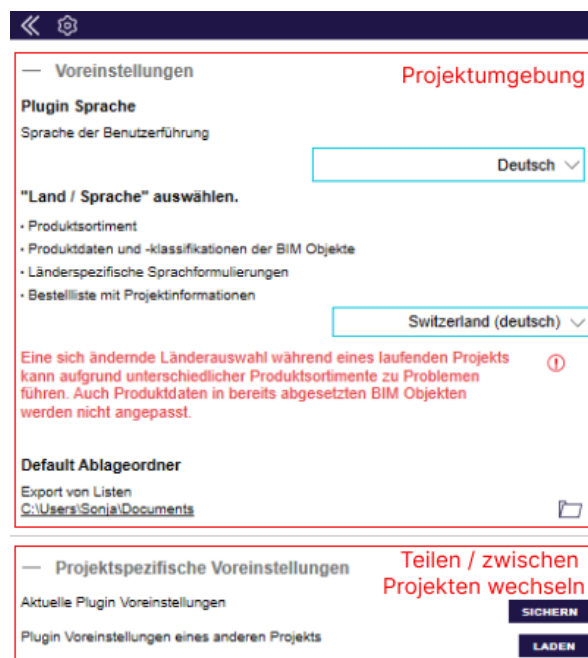 — Voreinstellungen
Projektumgebung
Plugin Sprache
Sprache der Benutzerführung
Deutsch
"Land / Sprache" auswählen.
• Produktsortiment
• Produktdaten und -klassifikationen der BIM Objekte
• Länderspezifische Sprachformulierungen
• Bestellliste mit Projektinformationen
Switzerland (deutsch)
Eine sich ändernde Länderauswahl während eines laufenden Projekts
kann aufgrund unterschiedlicher Produktsortimente zu Problemen
führen. Auch Produktdaten in bereits abgesetzten BIM Objekten
werden nicht angepasst.
Default Ablageordner
Export von Listen
C:\Users\Sonja\Documents
— Projektspezifische Voreinstellungen
Teilen / zwischen
Projekten wechseln
Aktuelle Plugin Voreinstellungen
SICHERN
Plugin Voreinstellungen eines anderen Projekts
LADEN